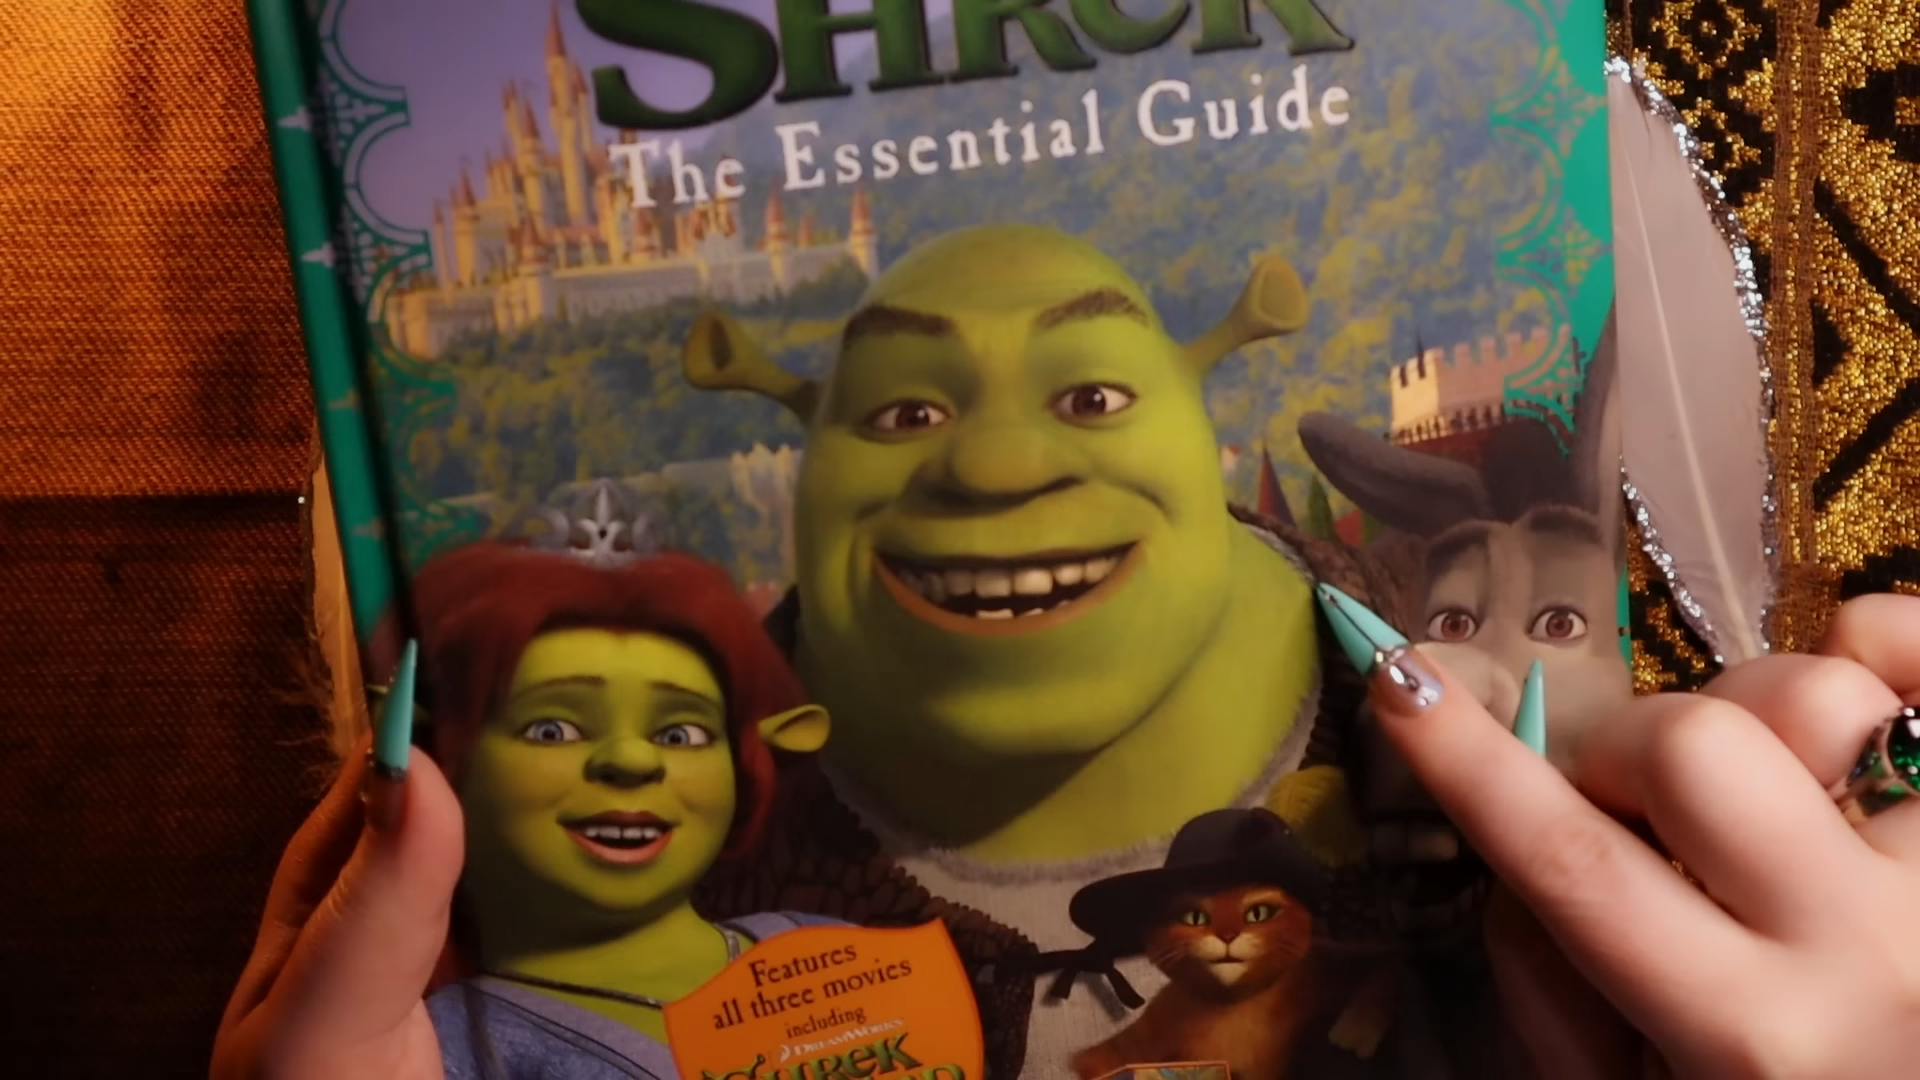 SHREK
The Essential Guide
Features
all three movies
including
DREAMWORKS
SHREK